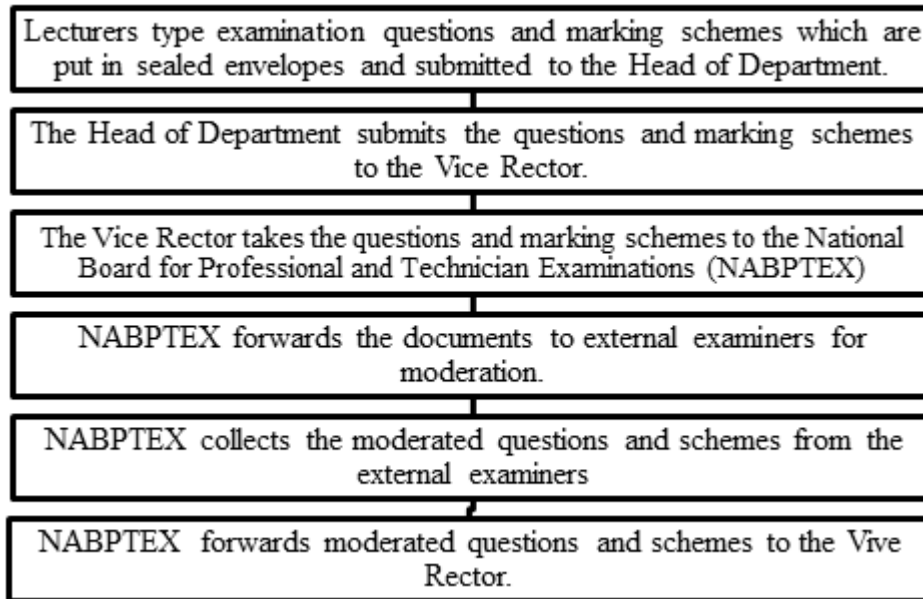 Lecturers type examination questions and marking schemes which are
put in sealed envelopes and submitted to the Head of Department.
The Head of Department submits the questions and marking schemes
to the Vice Rector.
The Vice Rector takes the questions and marking schemes to the National
Board for Professional and Technician Examinations (NABPTEX)
NABPTEX forwards the documents to external examiners for
moderation.
NABPTEX collects the moderated questions and schemes from the
external examiners
NABPTEX forwards moderated questions and schemes to the Vive
Rector.